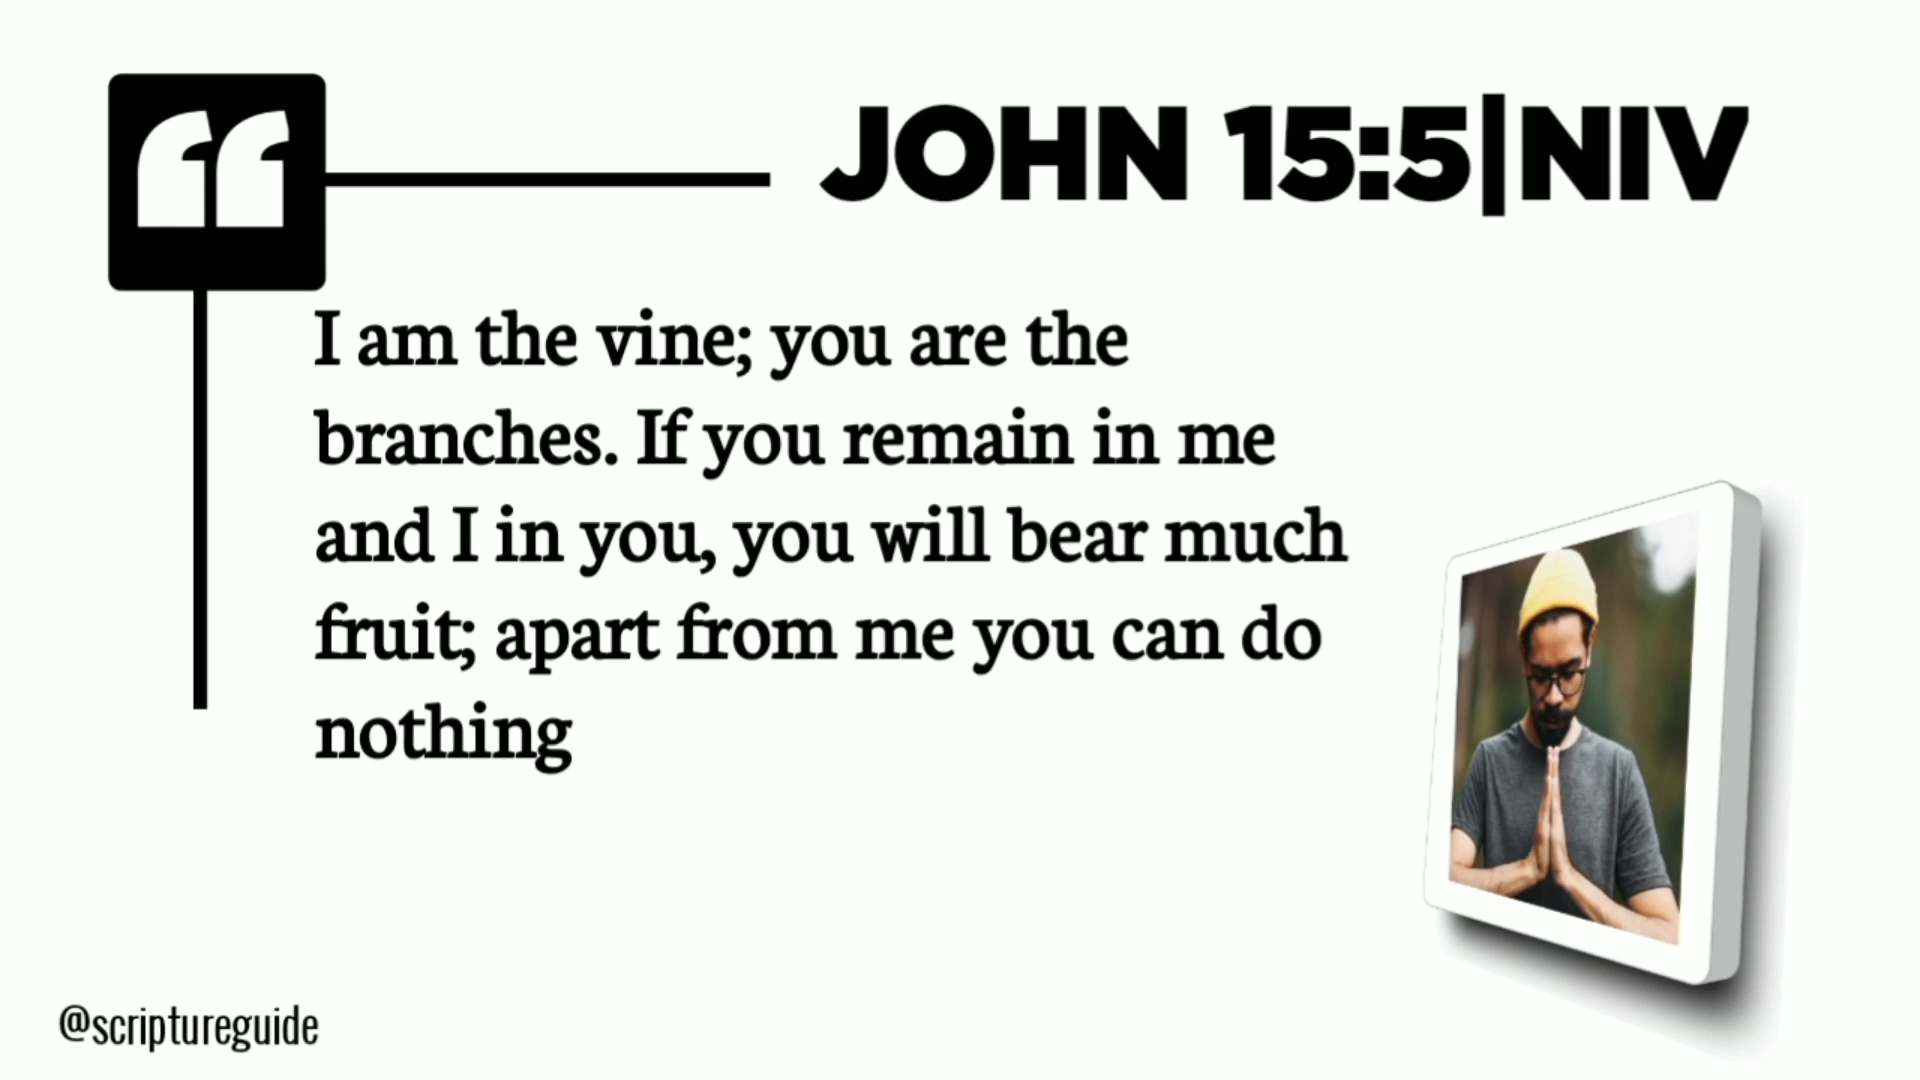 JOHN 15:5|NIV
I am the vine; you are the
branches. If you remain in me
and I in you, you will bear much
fruit; apart from me you can do
nothing
@scriptureguide